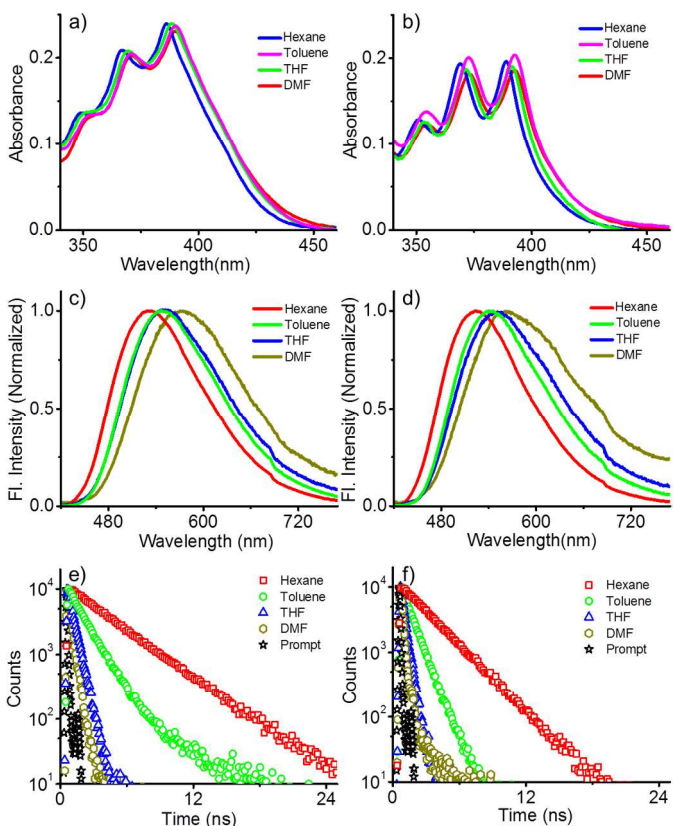 a)
Hexane
Toluene
THF
DMF
Absorbance
0.2
0.1
0.0
350 400 450
Wavelength(nm)
b)
Hexane
Toluene
THF
DMF
Absorbance
0.2
0.1
0.0
350 400 450
Wavelength(nm)
c)
Hexane
Toluene
THF
DMF
Fl. Intensity (Normalized)
1.0
0.5
0.0
480 600 720
Wavelength (nm)
d)
Hexane
Toluene
THF
DMF
Fl. Intensity (Normalized)
1.0
0.5
0.0
480 600 720
Wavelength (nm)
e)
Hexane
Toluene
THF
DMF
Prompt
Counts
10⁴
10³
10²
10¹
0 12 24
Time (ns)
f)
Hexane
Toluene
THF
DMF
Prompt
Counts
10⁴
10³
10²
10¹
0 12 24
Time (ns)